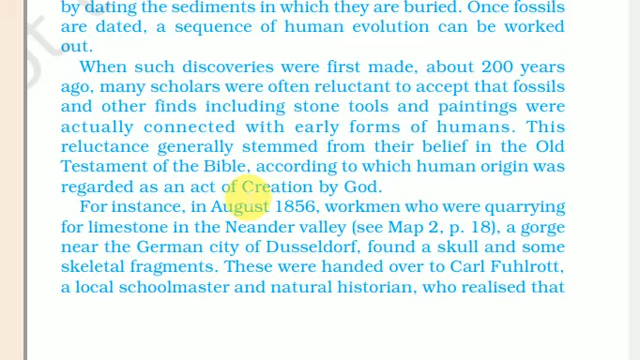 by dating the sediments in which they are buried. Once fossils
are dated, a sequence of human evolution can be worked
out.
When such discoveries were first made, about 200 years
ago, many scholars were often reluctant to accept that fossils
and other finds including stone tools and paintings were
actually connected with early forms of humans. This
reluctance generally stemmed from their belief in the Old
Testament of the Bible, according to which human origin was
regarded as an act of Creation by God.
For instance, in August 1856, workmen who were quarrying
for limestone in the Neander valley (see Map 2, p. 18), a gorge
near the German city of Dusseldorf, found a skull and some
skeletal fragments. These were handed over to Carl Fuhlrott,
a local schoolmaster and natural historian, who realised that